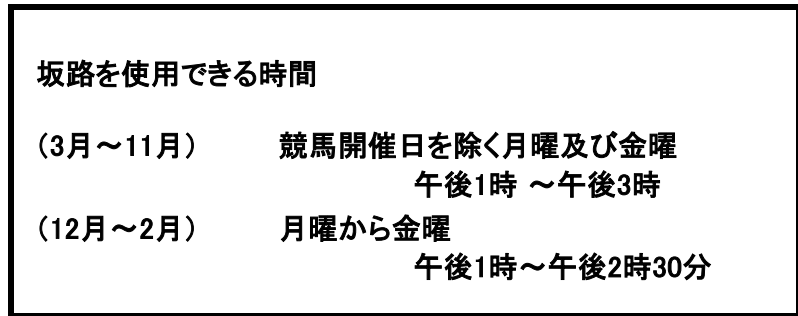 坂路を使用できる時間
（3月～11月）　　競馬開催日を除く月曜及び金曜
午後1時 ～午後3時
（12月～2月）　　月曜から金曜
午後1時～午後2時30分